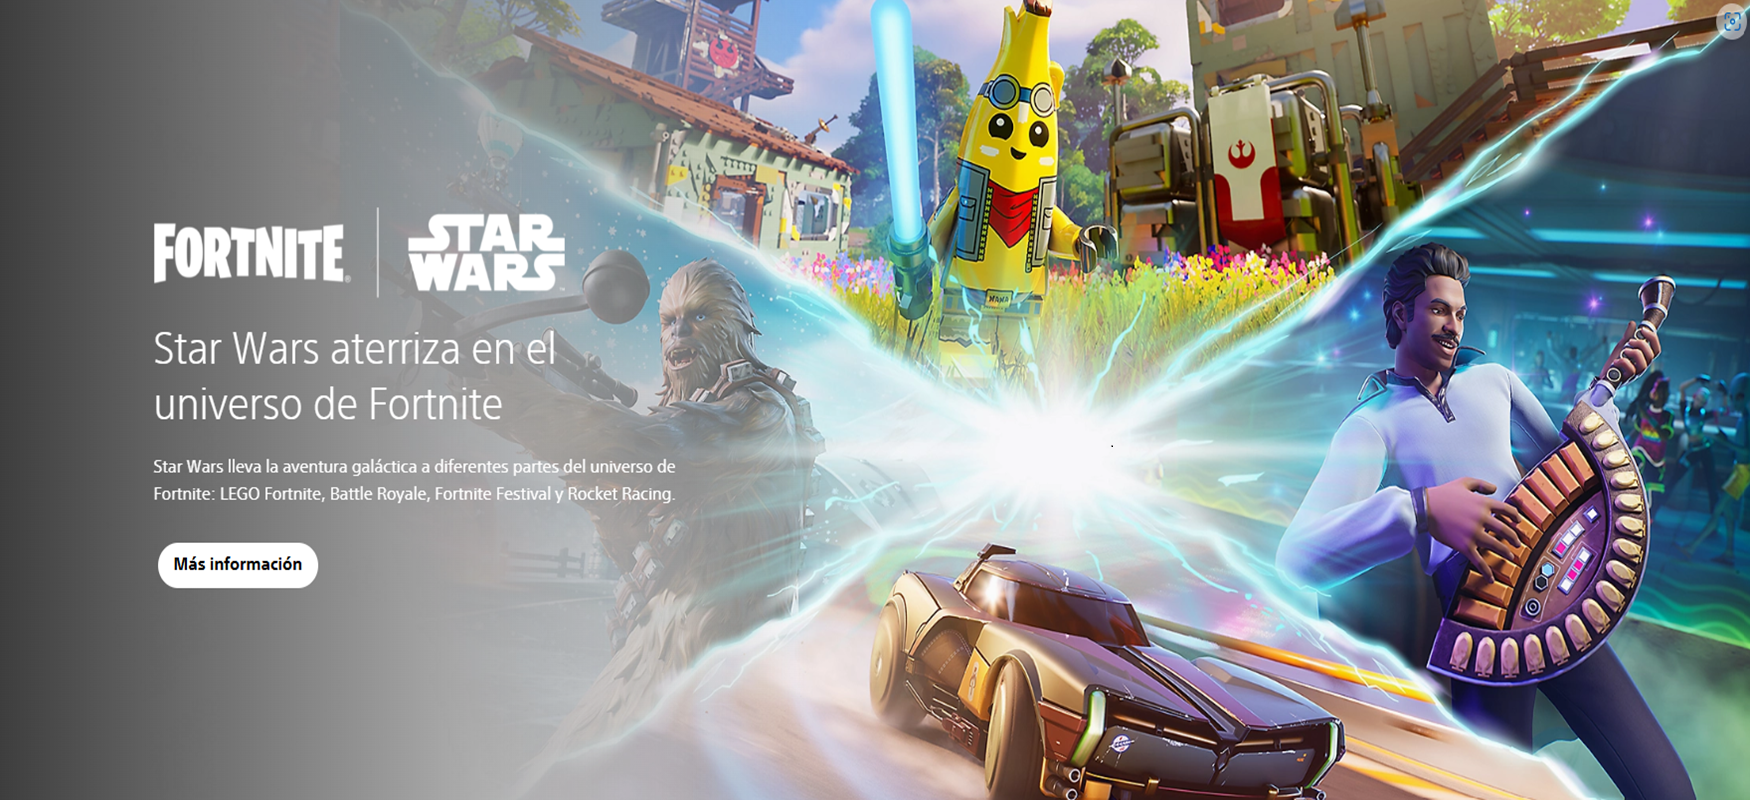 FORTNITE
STAR
WARS
Star Wars aterriza en el
universo de Fortnite
Star Wars lleva la aventura galáctica a diferentes partes del universo de
Fortnite: LEGO Fortnite, Battle Royale, Fortnite Festival y Rocket Racing.
Más información